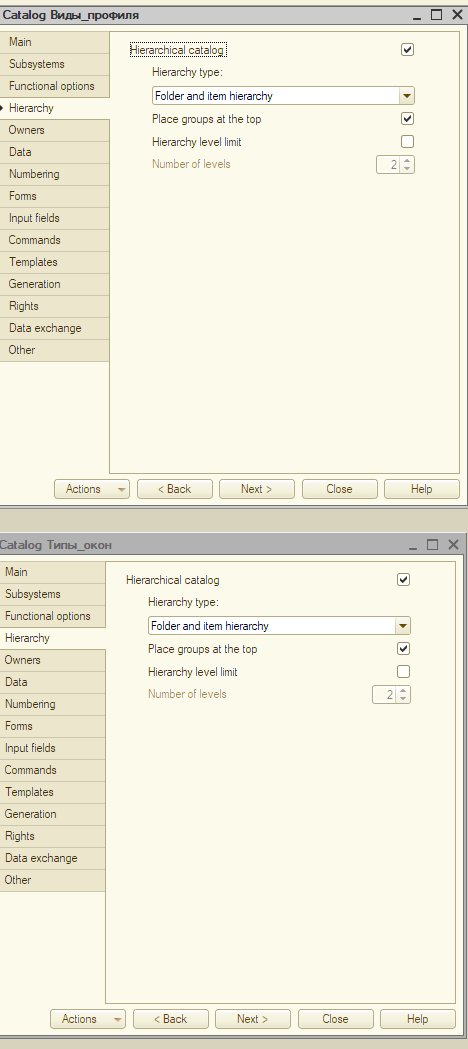 Catalog Виды_профиля
Main
Subsystems
Functional options
Hierarchy
Owners
Data
Numbering
Forms
Input fields
Commands
Templates
Generation
Rights
Data exchange
Other
Hierarchical catalog
Hierarchy type:
Folder and item hierarchy
Place groups at the top
Hierarchy level limit
Number of levels 2
Actions < Back Next > Close Help
Catalog Типы_окон
Main
Subsystems
Functional options
Hierarchy
Owners
Data
Numbering
Forms
Input fields
Commands
Templates
Generation
Rights
Data exchange
Other
Hierarchical catalog
Hierarchy type:
Folder and item hierarchy
Place groups at the top
Hierarchy level limit
Number of levels 2
Actions < Back Next > Close Help